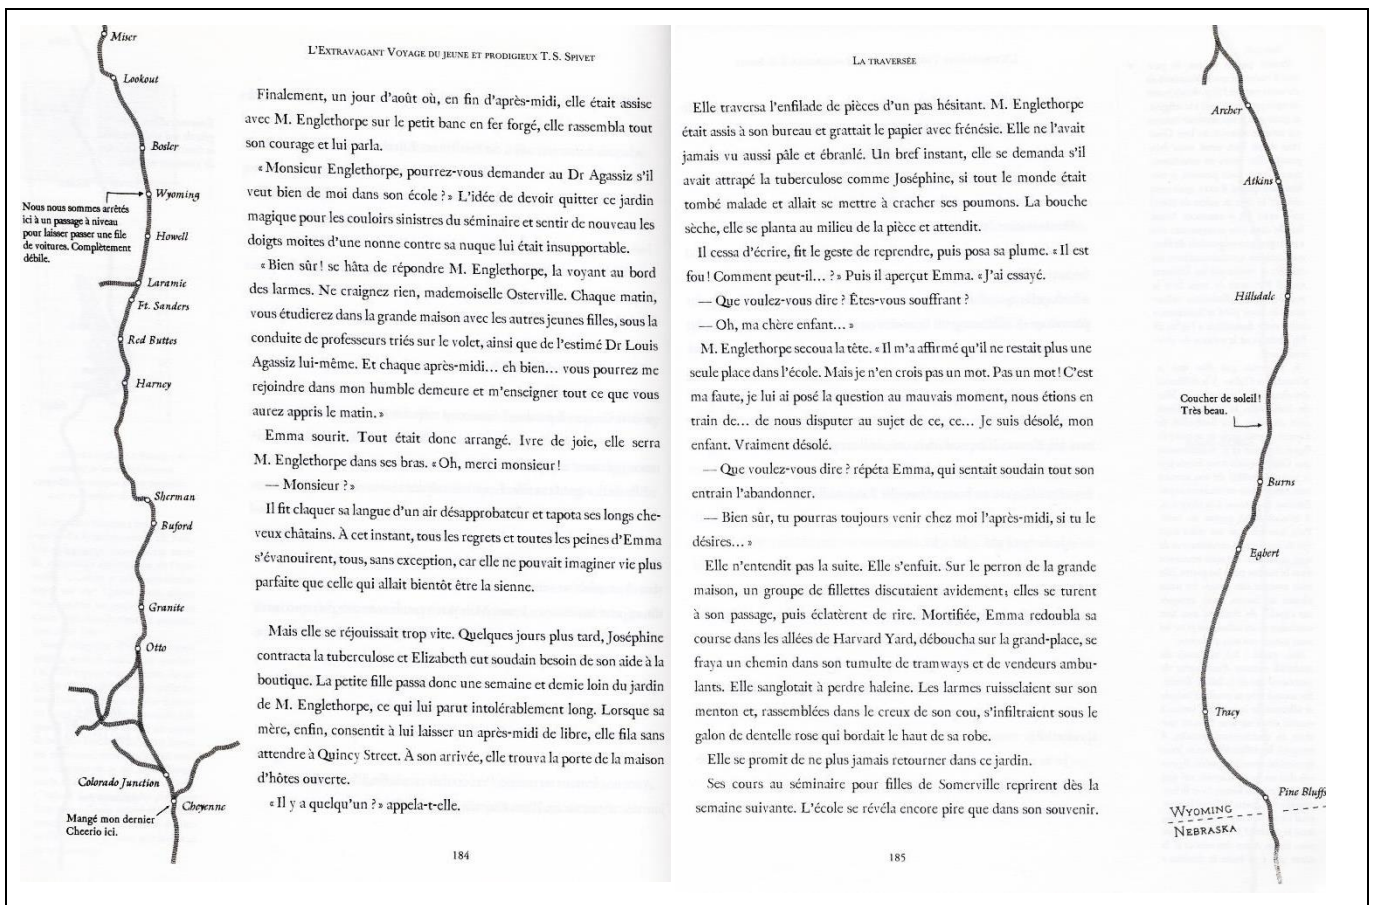 Miser
Lookout
Bosler
Wyoming
Nous nous sommes arrêtés
ici à un passage à niveau
pour laisser passer une file
de voitures. Complètement
débile.
Howell
Laramie
Ft. Sanders
Red Buttes
Harney
Sherman
Buford
Granite
Otto
Colorado Junction
Cheyenne
Mangé mon dernier
Cheerio ici.
L'Extravagant Voyage du jeune et prodigieux T. S. Spivet
Finalement, un jour d'août où, en fin d'après-midi, elle était assise
avec M. Englethorpe sur le petit banc en fer forgé, elle rassembla tout
son courage et lui parla.
« Monsieur Englethorpe, pourrez-vous demander au Dr Agassiz s'il
veut bien de moi dans son école ? » L'idée de devoir quitter ce jardin
magique pour les couloirs sinistres du séminaire et sentir de nouveau les
doigts moites d'une nonne contre sa nuque lui était insupportable.
« Bien sûr ! se hâta de répondre M. Englethorpe, la voyant au bord
des larmes. Ne craignez rien, mademoiselle Osterville. Chaque matin,
vous étudierez dans la grande maison avec les autres jeunes filles, sous la
conduite de professeurs triés sur le volet, ainsi que de l'estimé Dr Louis
Agassiz lui-même. Et chaque après-midi... eh bien... vous pourrez me
rejoindre dans mon humble demeure et m'enseigner tout ce que vous
aurez appris le matin. »
Emma sourit. Tout était donc arrangé. Ivre de joie, elle serra
M. Englethorpe dans ses bras. « Oh, merci monsieur !
— Monsieur ? »
Il fit claquer sa langue d'un air désapprobateur et tapota ses longs che-
veux châtains. À cet instant, tous les regrets et toutes les peines d'Emma
s'évanouirent, tous, sans exception, car elle ne pouvait imaginer vie plus
parfaite que celle qui allait bientôt être la sienne.
Mais elle se réjouissait trop vite. Quelques jours plus tard, Joséphine
contracta la tuberculose et Elizabeth eut soudain besoin de son aide à la
boutique. La petite fille passa donc une semaine et demie loin du jardin
de M. Englethorpe, ce qui lui parut intolérablement long. Lorsque sa
mère, enfin, consentit à lui laisser un après-midi de libre, elle fila sans
attendre à Quincy Street. À son arrivée, elle trouva la porte de la maison
d'hôtes ouverte.
« Il y a quelqu'un ? » appela-t-elle.
184
La traversée
Elle traversa l'enfilade de pièces d'un pas hésitant. M. Englethorpe
était assis à son bureau et grattait le papier avec frénésie. Elle ne l'avait
jamais vu aussi pâle et ébranlé. Un bref instant, elle se demanda s'il
avait attrapé la tuberculose comme Joséphine, si tout le monde était
tombé malade et allait se mettre à cracher ses poumons. La bouche
sèche, elle se planta au milieu de la pièce et attendit.
Il cessa d'écrire, fit le geste de reprendre, puis posa sa plume. « Il est
fou ! Comment peut-il... ? » Puis il aperçut Emma. « J'ai essayé.
— Que voulez-vous dire ? Êtes-vous souffrant ?
— Oh, ma chère enfant... »
M. Englethorpe secoua la tête. « Il m'a affirmé qu'il ne restait plus une
seule place dans l'école. Mais je n'en crois pas un mot. Pas un mot ! C'est
ma faute, je lui ai posé la question au mauvais moment, nous étions en
train de... de nous disputer au sujet de ce, ce... Je suis désolé, mon
enfant. Vraiment désolé.
— Que voulez-vous dire ? répéta Emma, qui sentait soudain tout son
entrain l'abandonner.
— Bien sûr, tu pourras toujours venir chez moi l'après-midi, si tu le
désires... »
Elle n'entendit pas la suite. Elle s'enfuit. Sur le perron de la grande
maison, un groupe de fillettes discutaient avidement ; elles se turent
à son passage, puis éclatèrent de rire. Mortifiée, Emma redoubla sa
course dans les allées de Harvard Yard, déboucha sur la grand-place, se
fraya un chemin dans son tumulte de tramways et de vendeurs ambu-
lants. Elle sanglotait à perdre haleine. Les larmes ruisselaient sur son
menton et, rassemblées dans le creux de son cou, s'infiltraient sous le
galon de dentelle rose qui bordait le haut de sa robe.
Elle se promit de ne plus jamais retourner dans ce jardin.
Ses cours au séminaire pour filles de Somerville reprirent dès la
semaine suivante. L'école se révéla encore pire que dans son souvenir.
185
Archer
Atkins
Hillsdale
Coucher de soleil !
Très beau.
Burns
Egbert
Tracy
Pine Bluffs
Wyoming
Nebraska